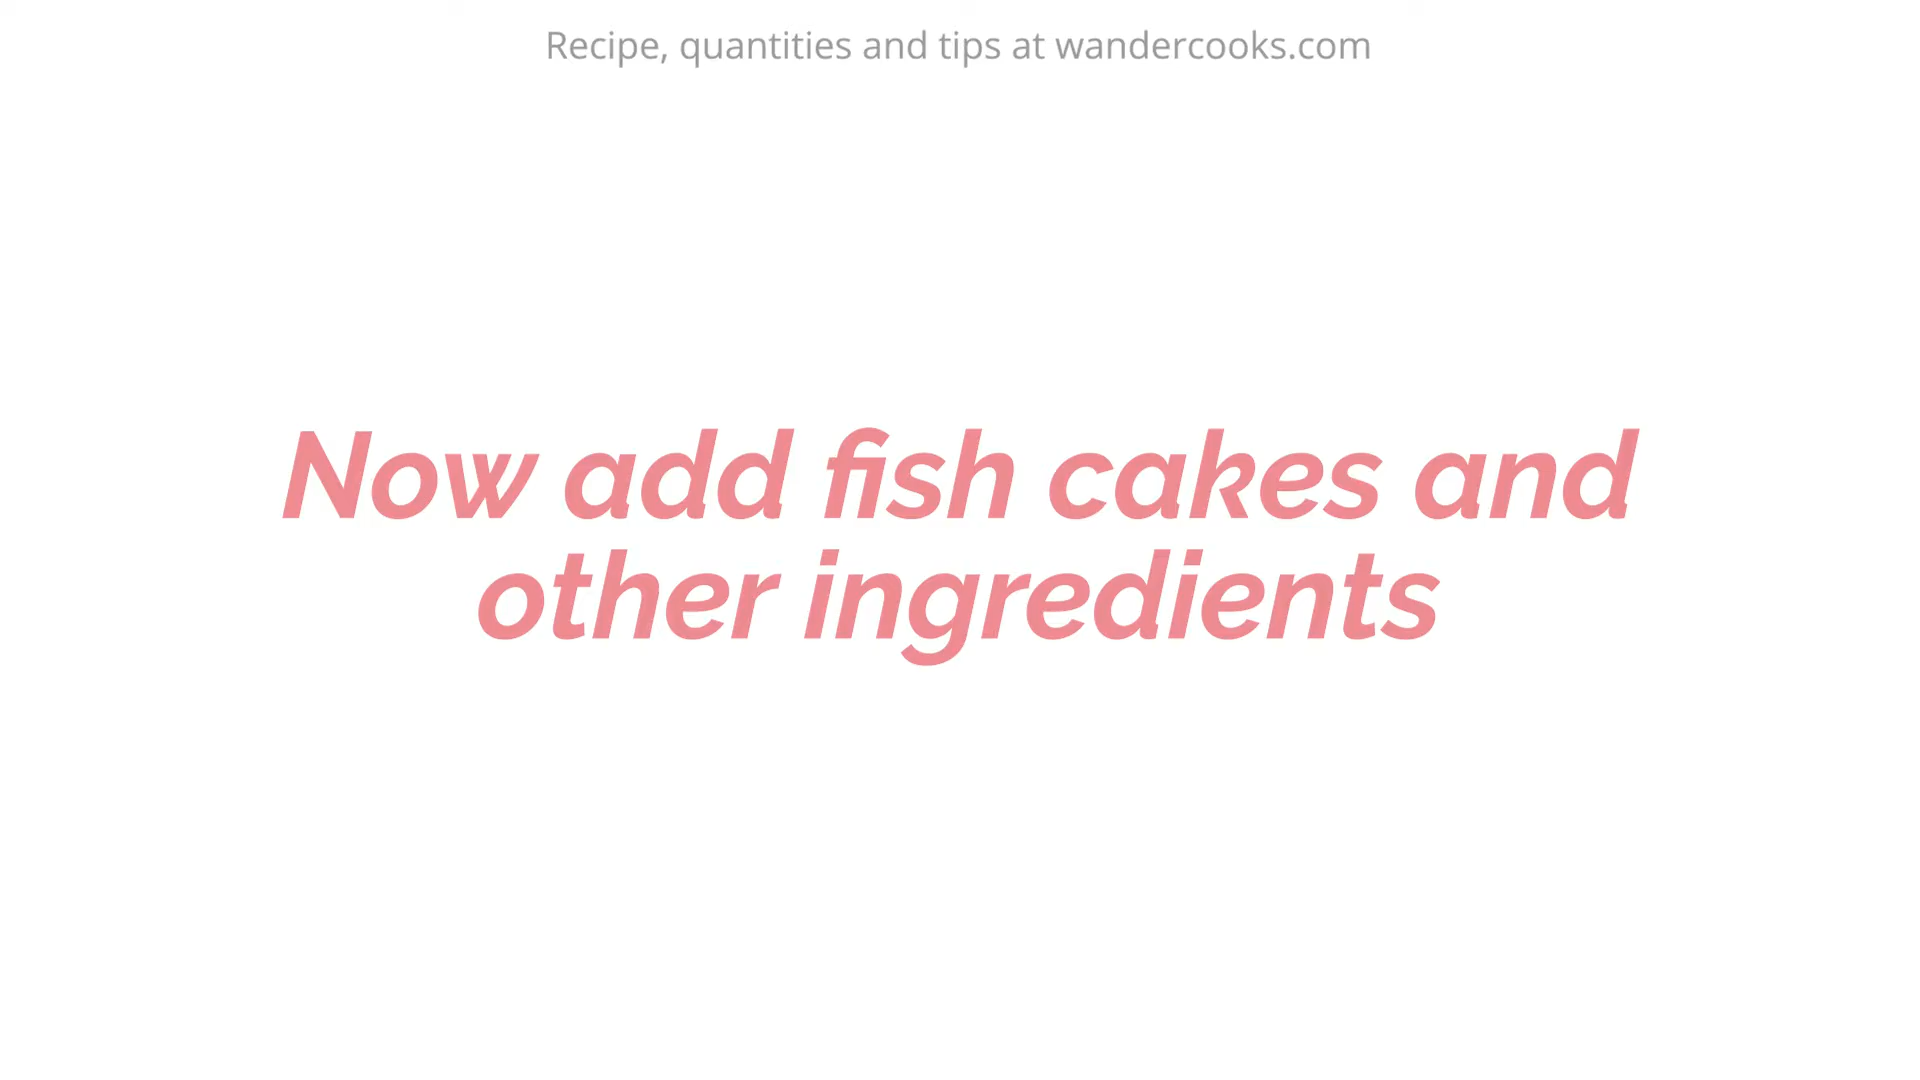 Recipe, quantities and tips at wandercooks.com
Now add fish cakes and
other ingredients